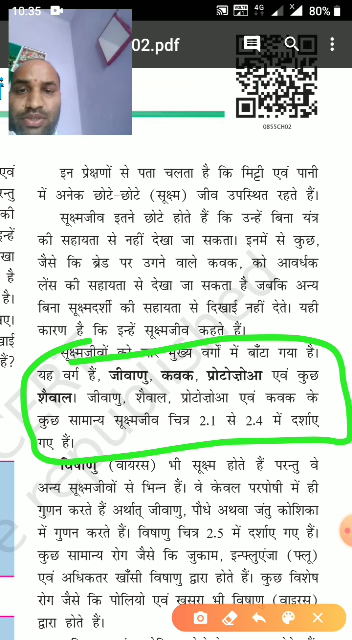 10:35
4G
80%
02.pdf
0855CH02
इन प्रेक्षणों से पता चलता है कि मिट्टी एवं पानी
में अनेक छोटे-छोटे (सूक्ष्म) जीव उपस्थित रहते हैं।
सूक्ष्मजीव इतने छोटे होते हैं कि उन्हें बिना यंत्र
की सहायता से नहीं देखा जा सकता। इनमें से कुछ,
जैसे कि ब्रेड पर उगने वाले कवक, को आवर्धक
लेंस की सहायता से देखा जा सकता है जबकि अन्य
बिना सूक्ष्मदर्शी की सहायता से दिखाई नहीं देते। यही
कारण है कि इन्हें सूक्ष्मजीव कहते हैं।
सूक्ष्मजीवों को चार मुख्य वर्गों में बाँटा गया है।
यह वर्ग हैं, जीवाणु, कवक, प्रोटोज़ोआ एवं कुछ
शैवाल। जीवाणु, शैवाल, प्रोटोज़ोआ एवं कवक के
कुछ सामान्य सूक्ष्मजीव चित्र 2.1 से 2.4 में दर्शाए
गए हैं।
विषाणु (वायरस) भी सूक्ष्म होते हैं परन्तु वे
अन्य सूक्ष्मजीवों से भिन्न हैं। वे केवल परपोषी में ही
गुणन करते हैं अर्थात् जीवाणु, पौधे अथवा जंतु कोशिका
में गुणन करते हैं। विषाणु चित्र 2.5 में दर्शाए गए हैं।
कुछ सामान्य रोग जैसे कि जुकाम, इन्फ्लुएंजा (फ्लू)
एवं अधिकतर खाँसी विषाणु द्वारा होते हैं। कुछ विशेष
रोग जैसे कि पोलियो एवं खसरा भी विषाणु (वाइरस)
द्वारा होते हैं।